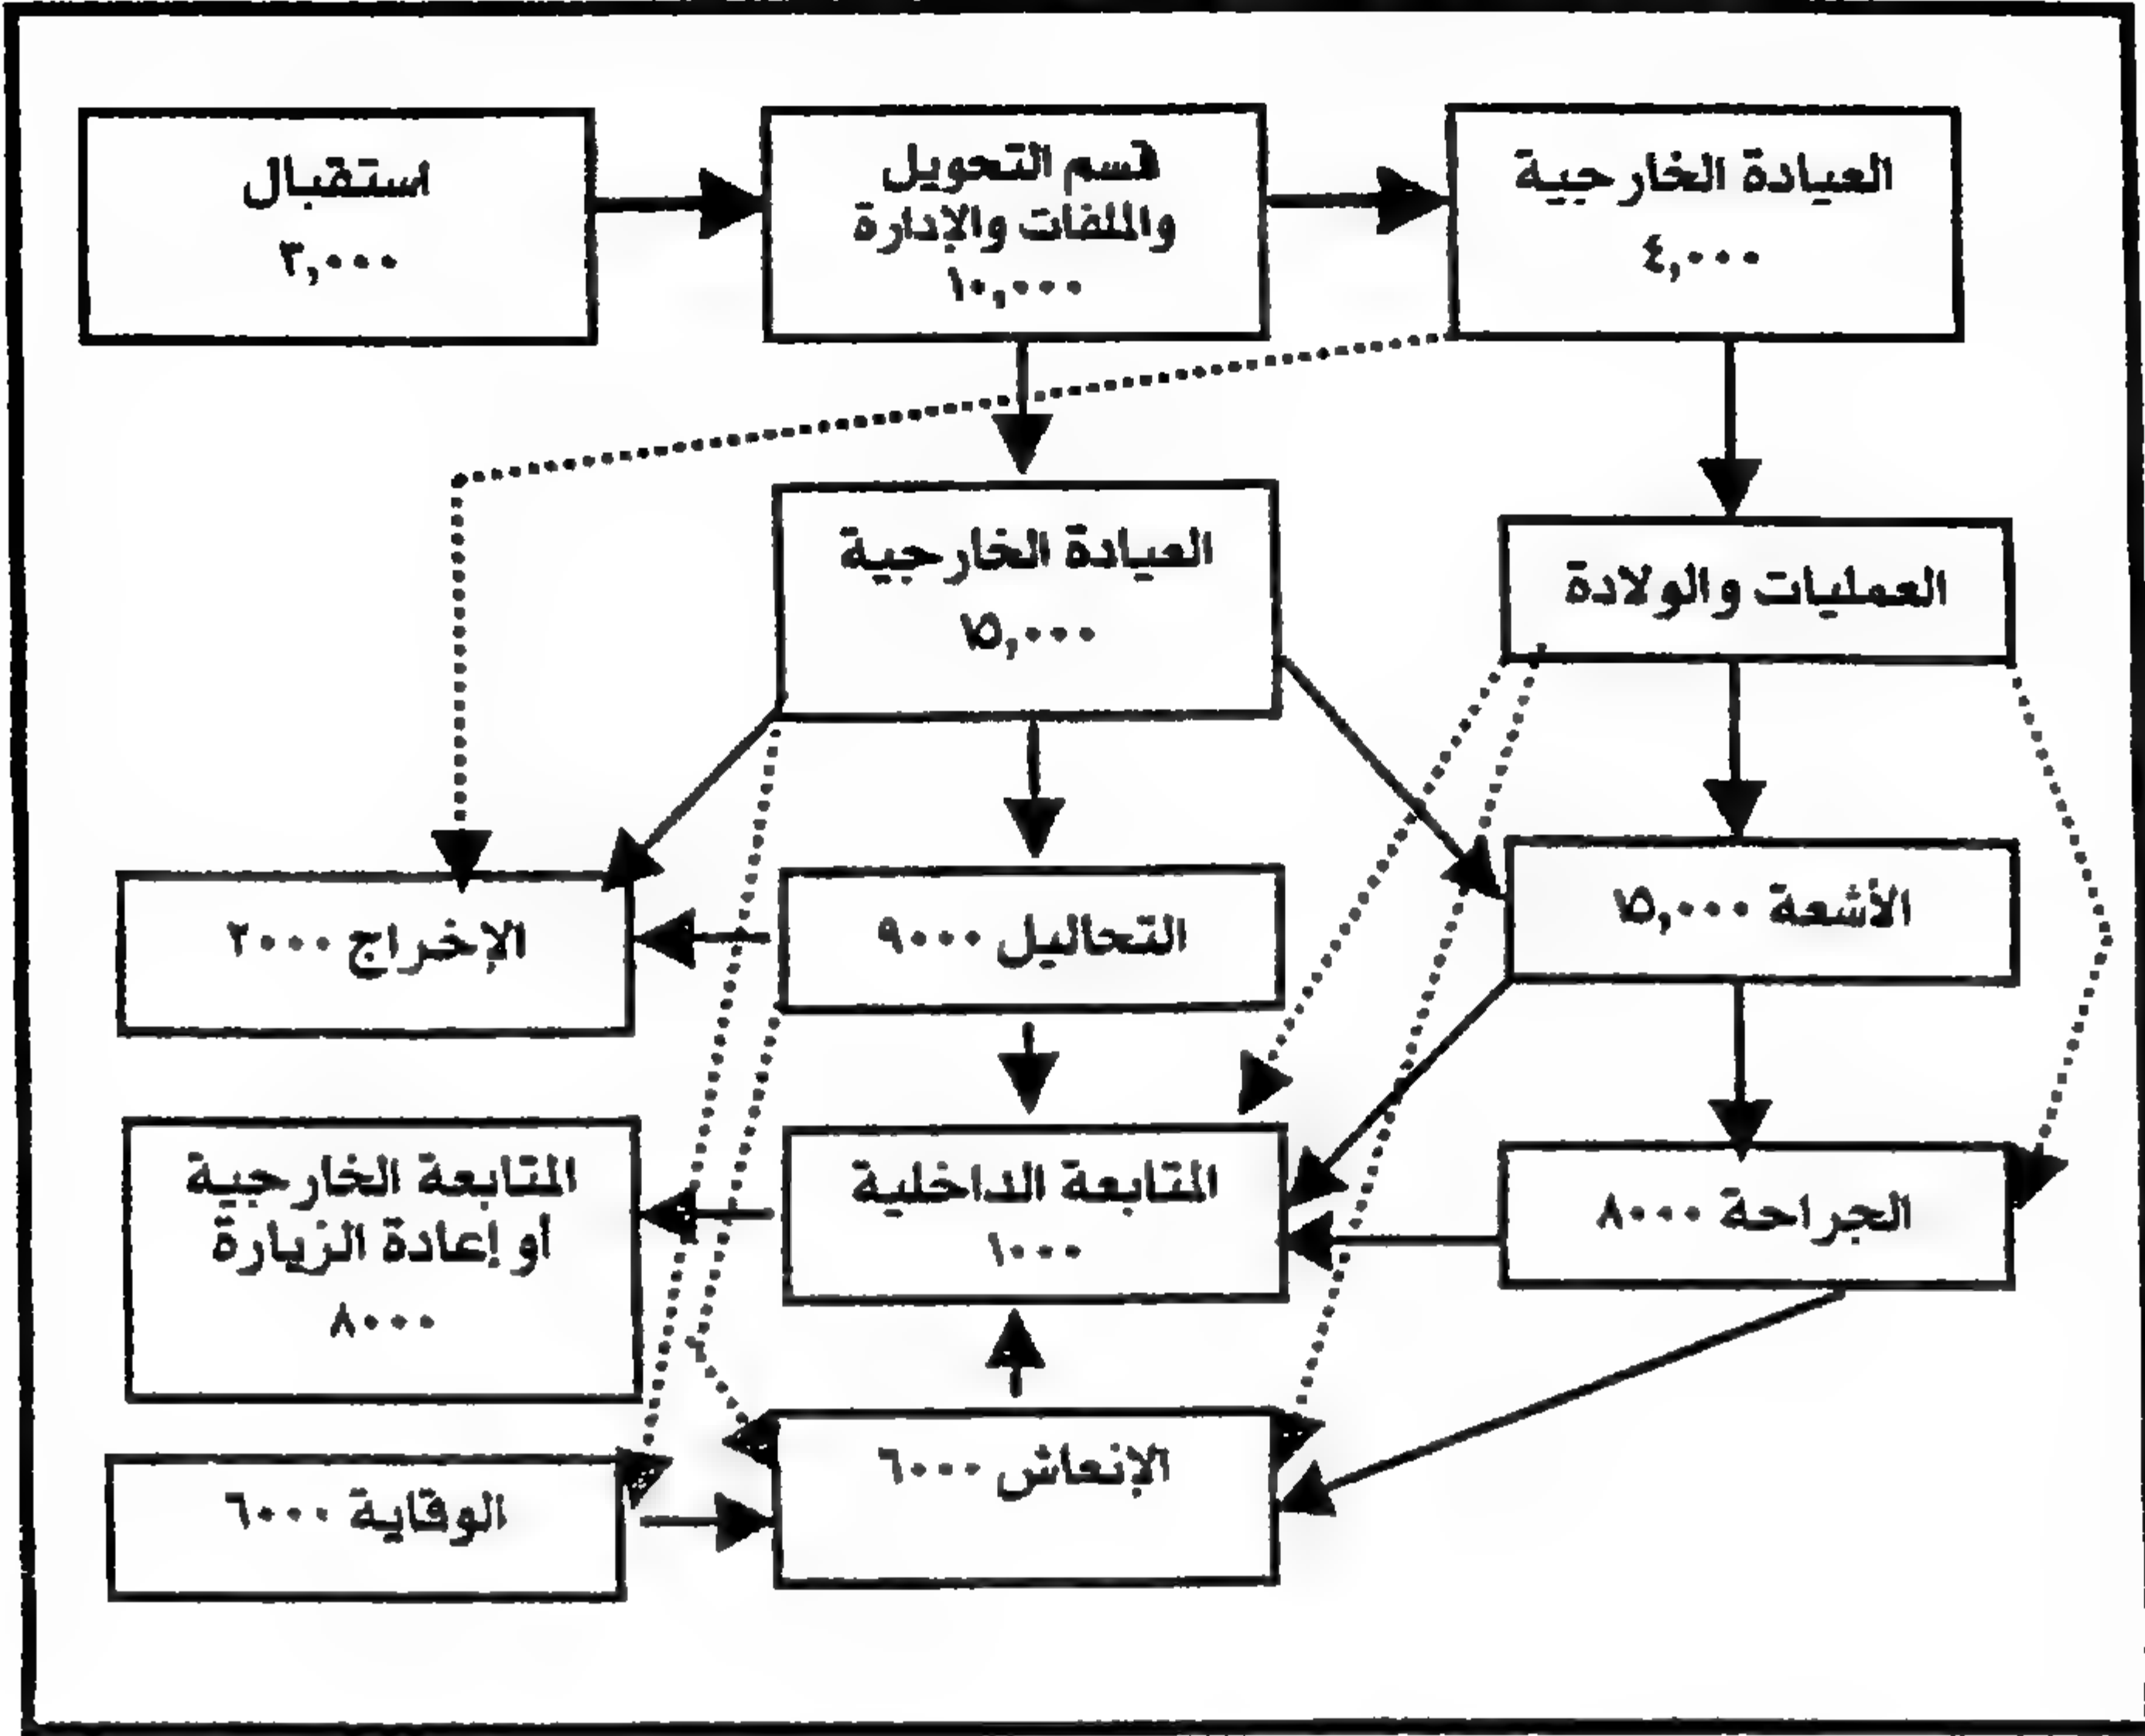 العيادة الخارجية
٤,٠٠٠
قسم التحويل
والملفات والإدارة
١٠,٠٠٠
استقبال
٣,٠٠٠
العمليات والولادة
العيادة الخارجية
١٥,٠٠٠
الأشعة ١٥,٠٠٠
التحاليل ٩٠٠٠
الإخراج ٢٠٠٠
الجراحة ٨٠٠٠
المتابعة الداخلية
١٠٠٠
المتابعة الخارجية
او إعادة الزيارة
٨٠٠٠
الإنعاش ٦٠٠٠
الوقاية ٦٠٠٠